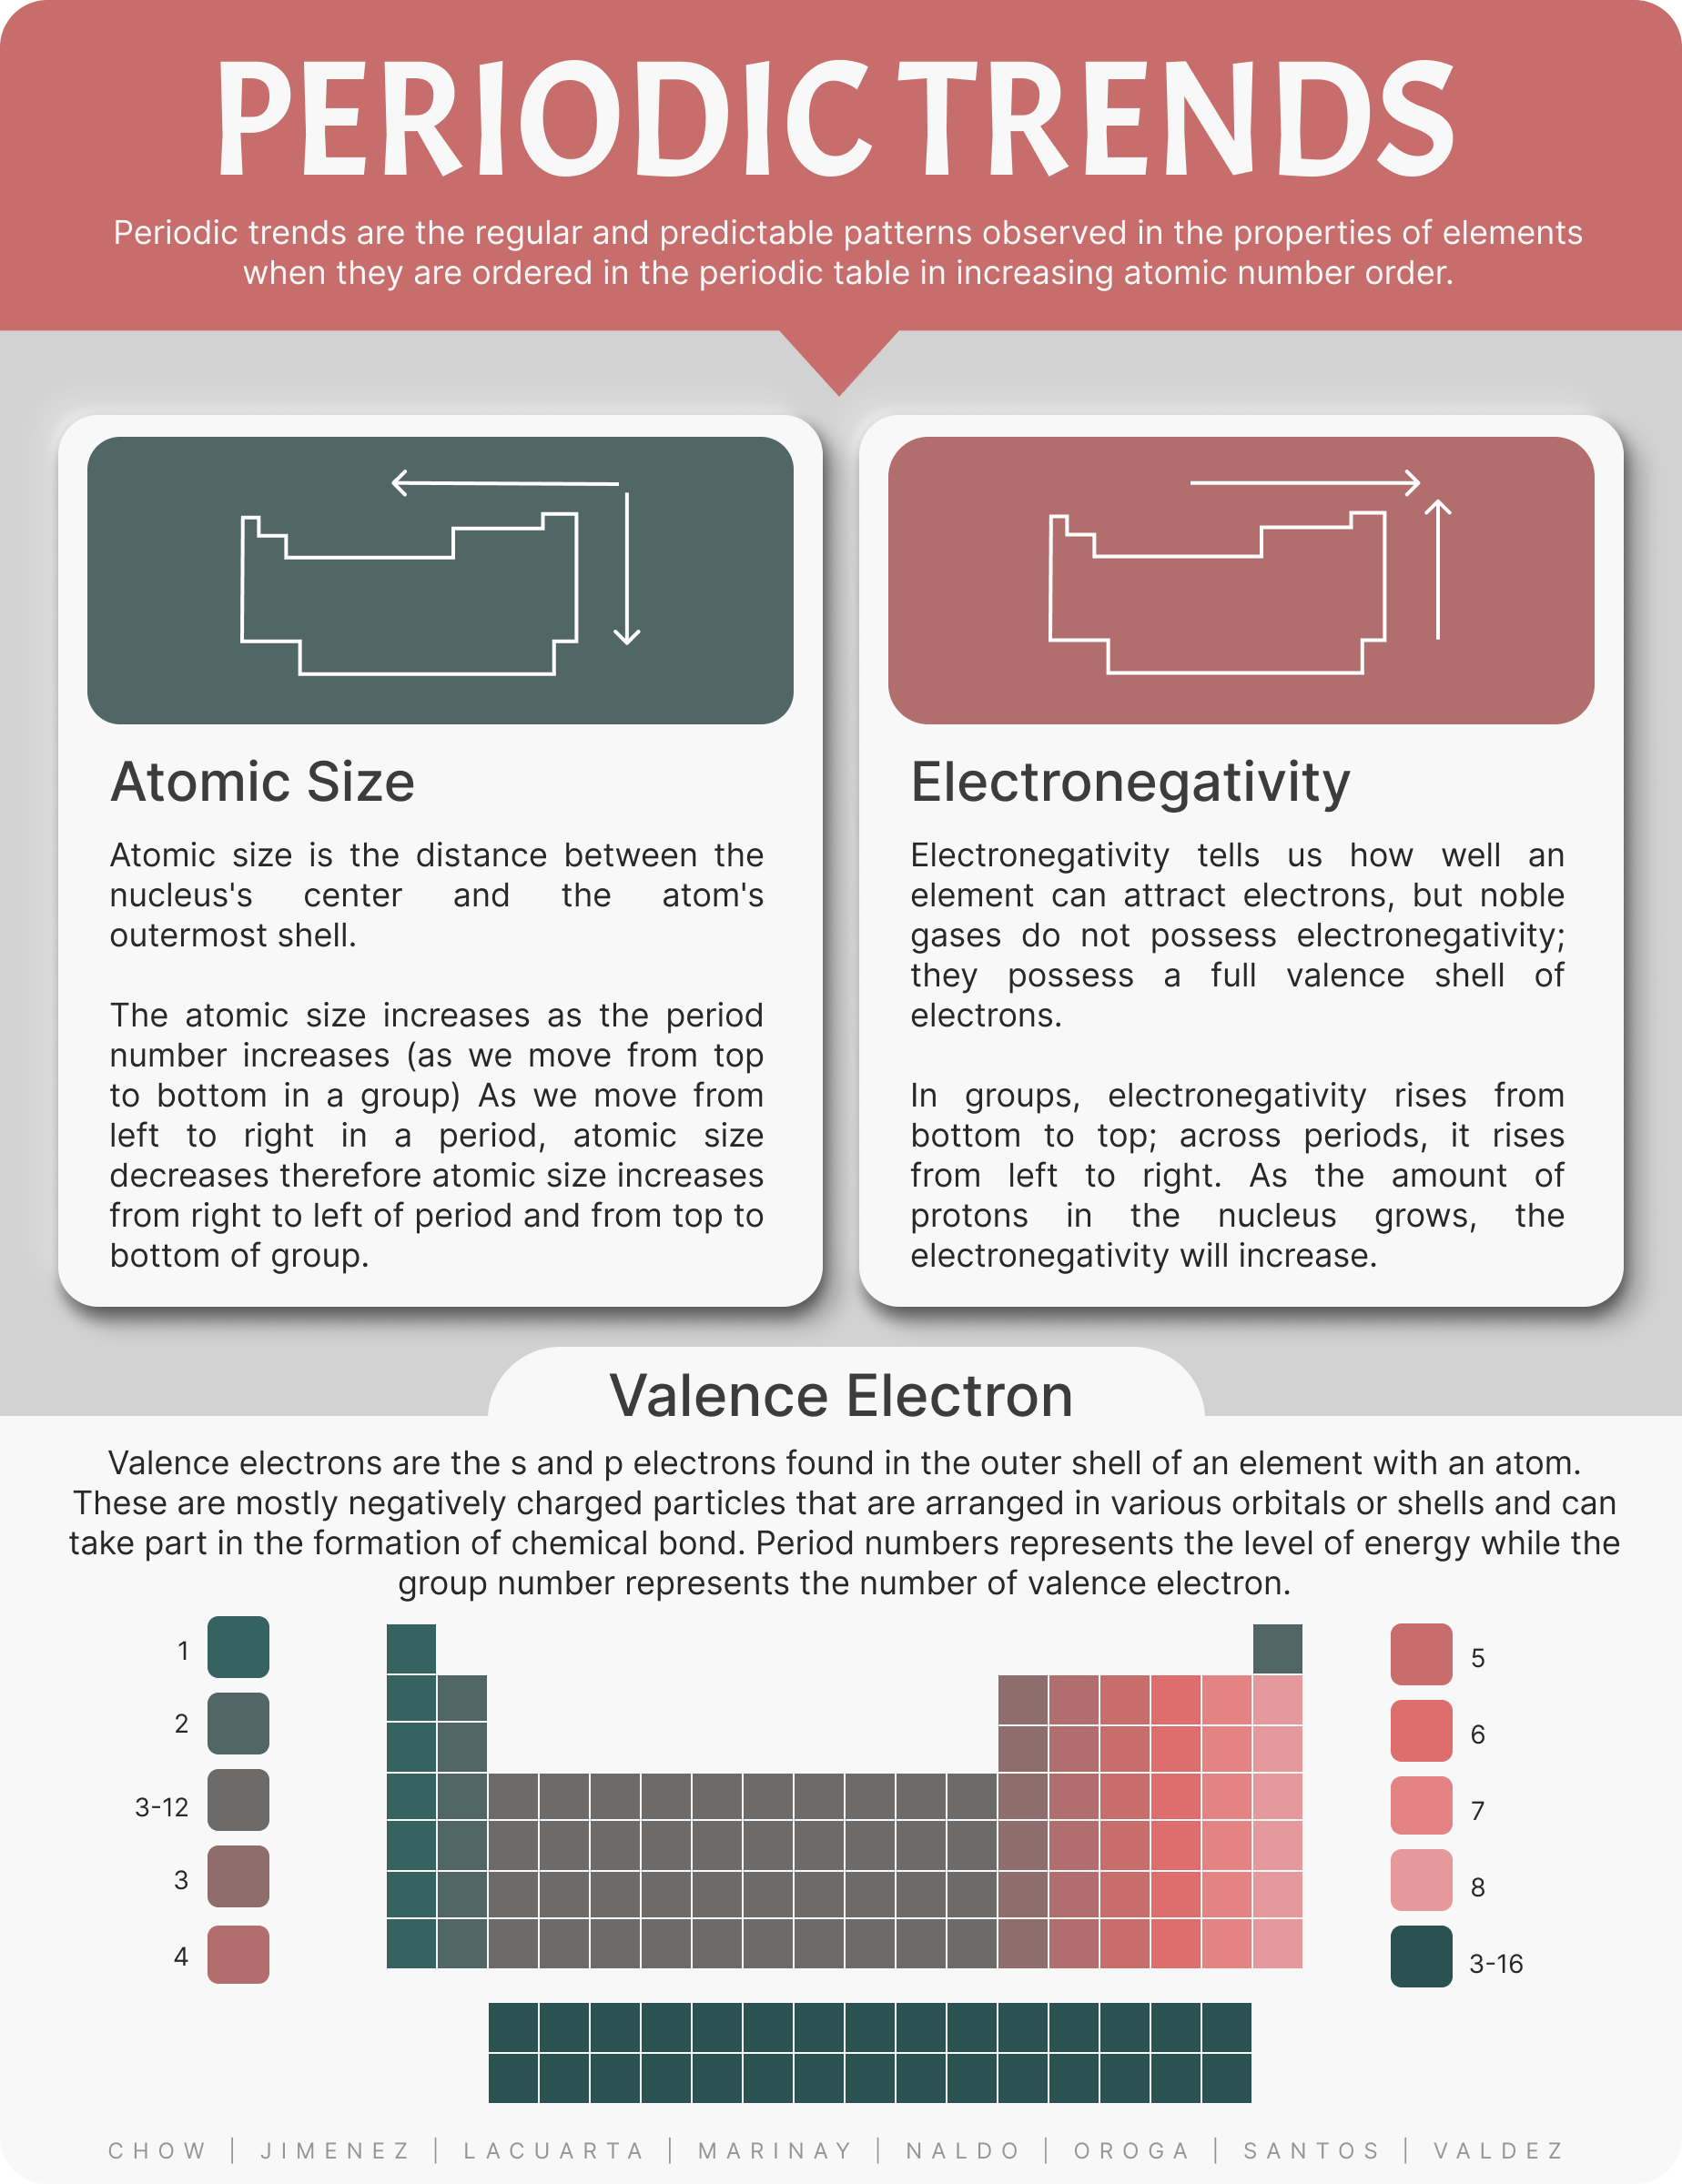 PERIODIC TRENDS
Periodic trends are the regular and predictable patterns observed in the properties of elements
when they are ordered in the periodic table in increasing atomic number order.
Atomic Size
Atomic size is the distance between the
nucleus's center and the atom's
outermost shell.
The atomic size increases as the period
number increases (as we move from top
to bottom in a group) As we move from
left to right in a period, atomic size
decreases therefore atomic size increases
from right to left of period and from top to
bottom of group.
Electronegativity
Electronegativity tells us how well an
element can attract electrons, but noble
gases do not possess electronegativity;
they possess a full valence shell of
electrons.
In groups, electronegativity rises from
bottom to top; across periods, it rises
from left to right. As the amount of
protons in the nucleus grows, the
electronegativity will increase.
Valence Electron
Valence electrons are the s and p electrons found in the outer shell of an element with an atom.
These are mostly negatively charged particles that are arranged in various orbitals or shells and can
take part in the formation of chemical bond. Period numbers represents the level of energy while the
group number represents the number of valence electron.
1
2
3-12
3
4
5
6
7
8
3-16
CHOW | JIMENEZ | LACUARTA | MARINAY | NALDO | OROGA | SANTOS | VALDEZ